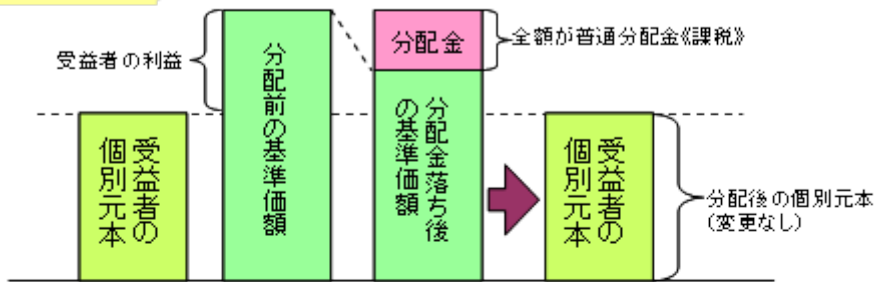 受益者の利益
分配前の基準価額
分配金
全額が普通分配金《課税》
受益者の
個別元本
分配金落ち後
の基準価額
受益者の
個別元本
分配後の個別元本
(変更なし)